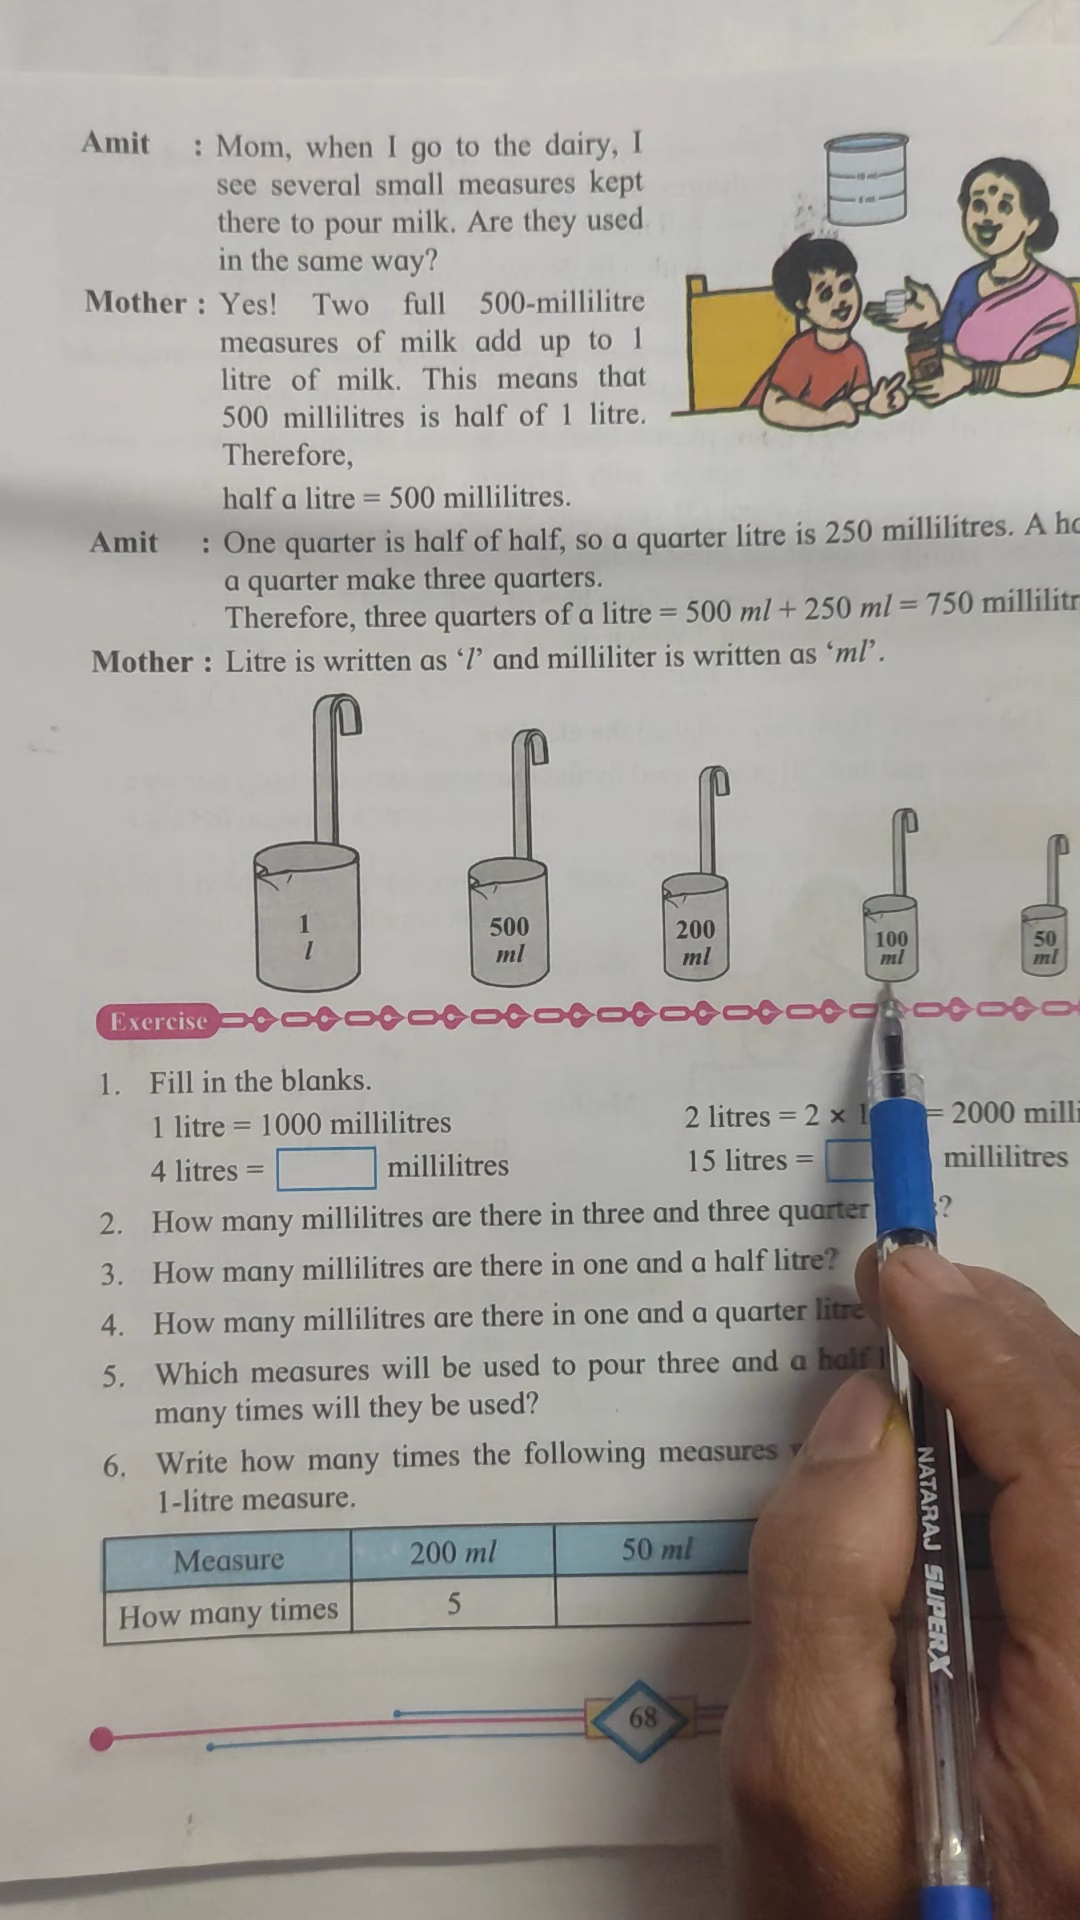 Amit : Mom, when I go to the dairy, I
see several small measures kept
there to pour milk. Are they used
in the same way?
Mother : Yes! Two full 500-millilitre
measures of milk add up to 1
litre of milk. This means that
500 millilitres is half of 1 litre.
Therefore,
half a litre = 500 millilitres.
Amit : One quarter is half of half, so a quarter litre is 250 millilitres. A
a quarter make three quarters.
Therefore, three quarters of a litre = 500 ml + 250 ml = 750
Mother : Litre is written as ‘l’ and milliliter is written as ‘ml’.
1 l
500 ml
200 ml
100 ml
50 ml
Exercise
1. Fill in the blanks.
1 litre = 1000 millilitres 2 litres = 2 × = 2000
4 litres = millilitres 15 litres = millilitres
2. How many millilitres are there in three and three quarter ?
3. How many millilitres are there in one and a half litre?
4. How many millilitres are there in one and a quarter litre
5. Which measures will be used to pour three and a half
many times will they be used?
6. Write how many times the following measures
1-litre measure.
Measure 200 ml 50 ml
How many times 5
68
NATARAJ SUPERX